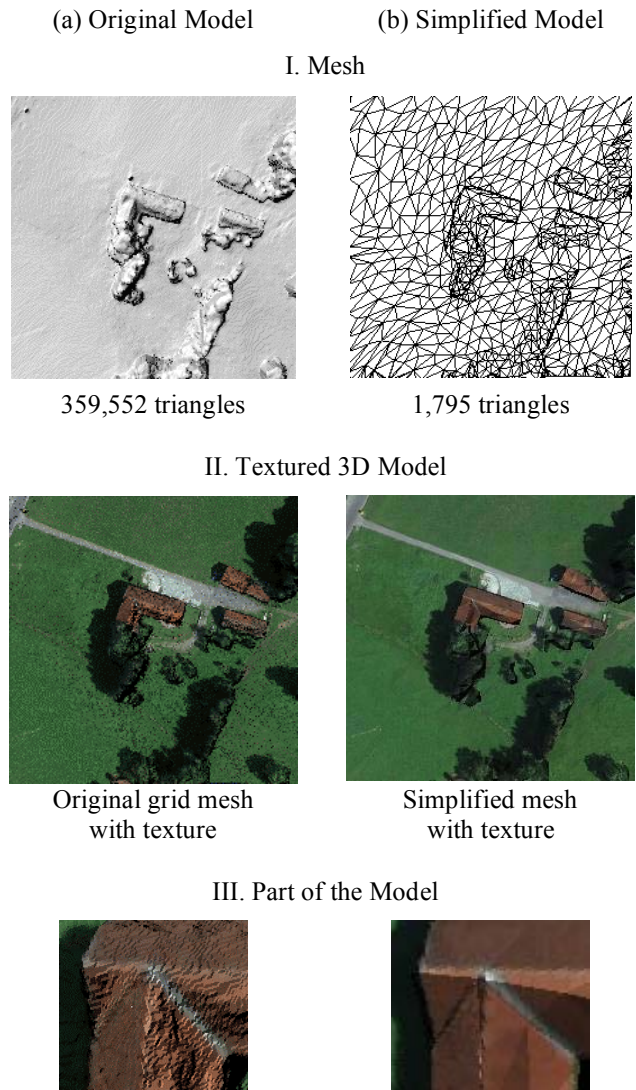 (a) Original Model (b) Simplified Model
I. Mesh
359,552 triangles 1,795 triangles
II. Textured 3D Model
Original grid mesh Simplified mesh
with texture with texture
III. Part of the Model